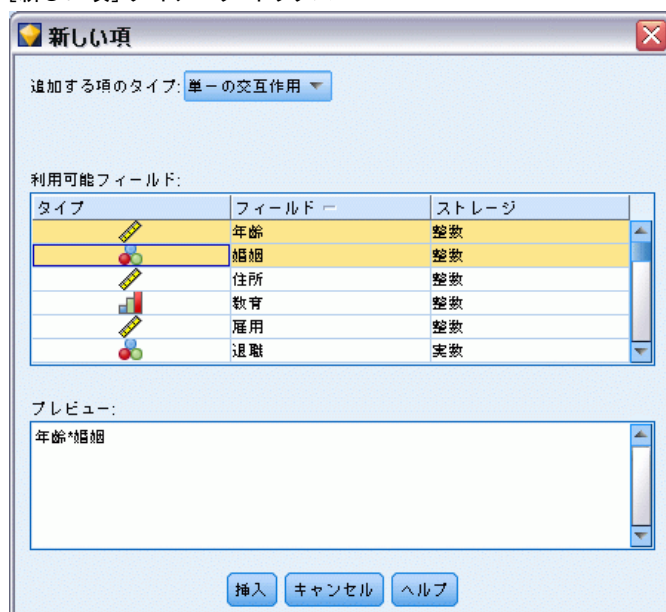 新しい項
追加する項のタイプ: 単一の交互作用
利用可能フィールド:
タイプ フィールド ストレージ
年齢 整数
婚姻 整数
住所 整数
教育 整数
雇用 整数
退職 実数
プレビュー:
年齢*婚姻
挿入 キャンセル ヘルプ